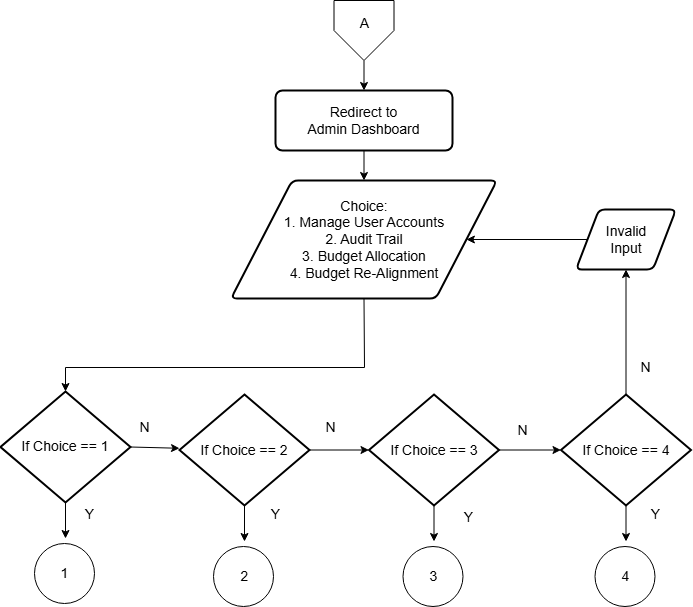 A
Redirect to
Admin Dashboard
Choice:
1. Manage User Accounts
2. Audit Trail
3. Budget Allocation
4. Budget Re-Alignment
Invalid
Input
N
If Choice == 1
N
If Choice == 2
N
If Choice == 3
N
If Choice == 4
Y
Y
Y
Y
1
2
3
4